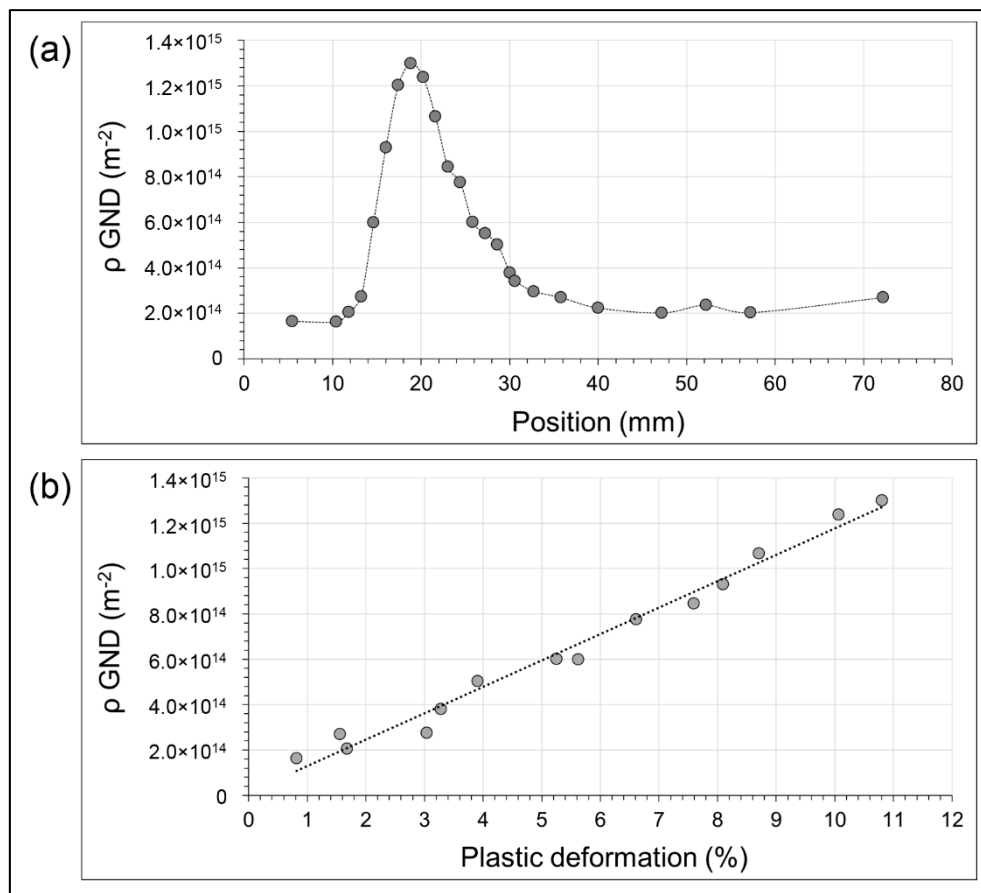 (a)
1.4×10¹⁵
1.2×10¹⁵
1.0×10¹⁵
8.0×10¹⁴
6.0×10¹⁴
4.0×10¹⁴
2.0×10¹⁴
0
ρ GND (m⁻²)
0 10 20 30 40 50 60 70 80
Position (mm)
(b)
1.4×10¹⁵
1.2×10¹⁵
1.0×10¹⁵
8.0×10¹⁴
6.0×10¹⁴
4.0×10¹⁴
2.0×10¹⁴
0
ρ GND (m⁻²)
0 1 2 3 4 5 6 7 8 9 10 11 12
Plastic deformation (%)